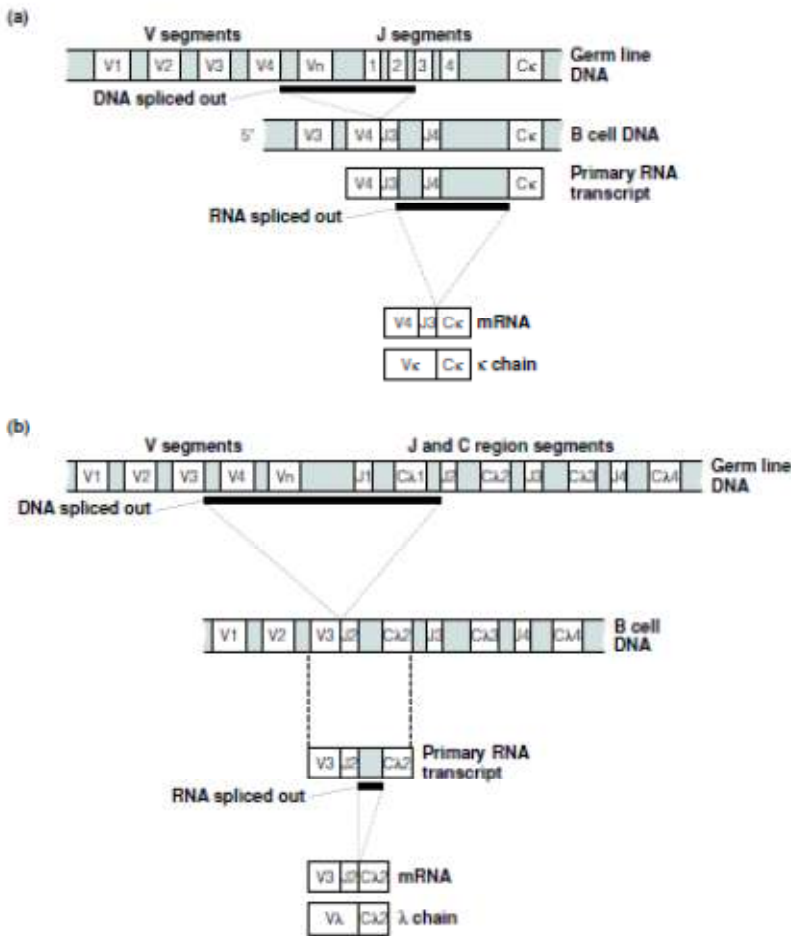 (a)
V segments J segments
V1 V2 V3 V4 Vn 1 2 3 4 Cκ Germ line
DNA
DNA spliced out
5" V3 V4 J3 J4 Cκ B cell DNA
V4 J3 J4 Cκ Primary RNA
transcript
RNA spliced out
V4 J3 Cκ mRNA
Vκ Cκ κ chain
(b)
V segments J and C region segments
V1 V2 V3 V4 Vn J1 Cλ1 J2 Cλ2 J3 Cλ3 J4 Cλ4 Germ line
DNA
DNA spliced out
V1 V2 V3 J2 Cλ2 J3 Cλ3 J4 Cλ4 B cell
DNA
V3 J2 Cλ2 Primary RNA
transcript
RNA spliced out
V3 J2 Cλ2 mRNA
Vλ Cλ2 λ chain